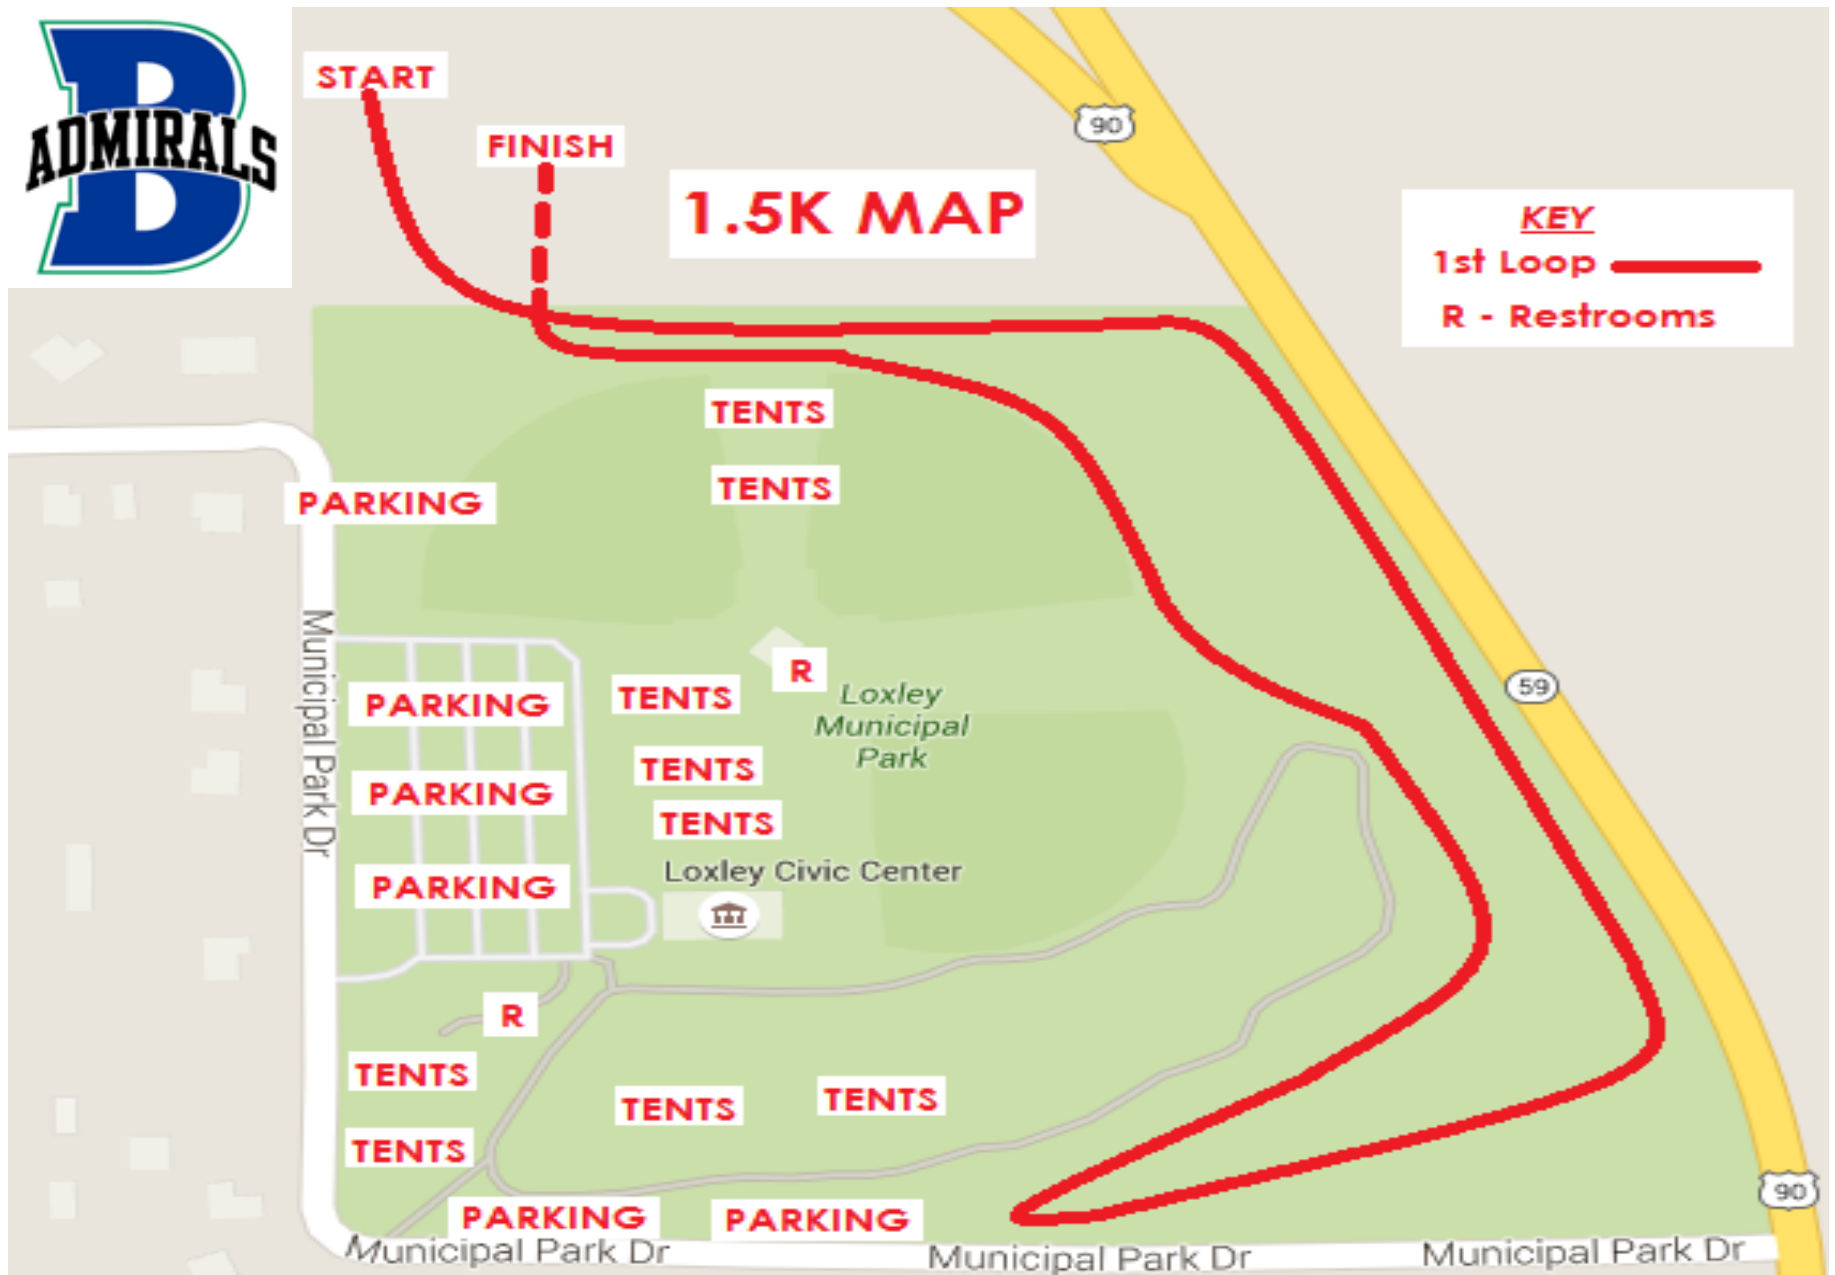 B
ADMIRALS
START
FINISH
1.5K MAP
90
KEY
1st Loop
R - Restrooms
TENTS
TENTS
PARKING
Municipal Park Dr
R
TENTS
Loxley
Municipal
Park
59
PARKING
TENTS
PARKING
TENTS
Loxley Civic Center
PARKING
R
TENTS
TENTS
TENTS
TENTS
PARKING
PARKING
90
Municipal Park Dr
Municipal Park Dr
Municipal Park Dr